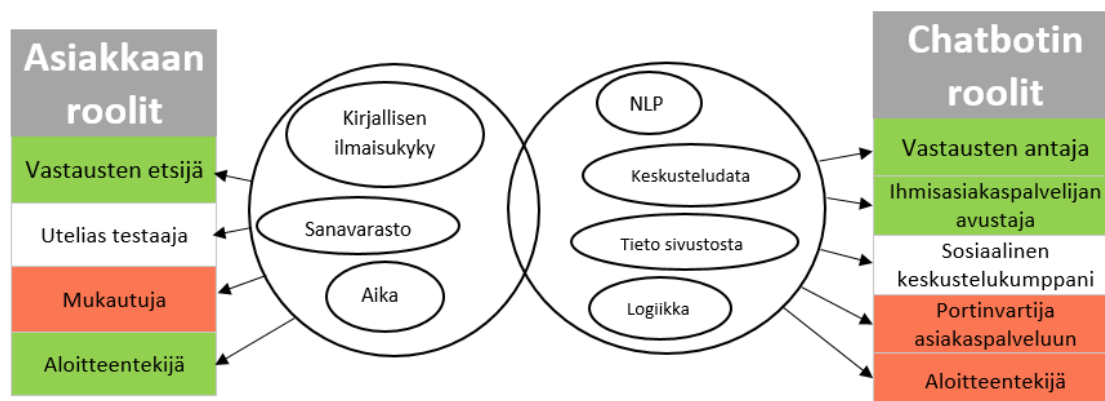 Asiakkaan
roolit
Vastausten etsijä
Utelias testaaja
Mukautuja
Aloitteentekijä
Kirjallisen
ilmaisukyky
Sanavarasto
Aika
NLP
Keskusteludata
Tieto sivustosta
Logiikka
Chatbotin
roolit
Vastausten antaja
Ihmisasiakaspalvelijan
avustaja
Sosiaalinen
keskustelukumppani
Portinvartija
asiakaspalveluun
Aloitteentekijä